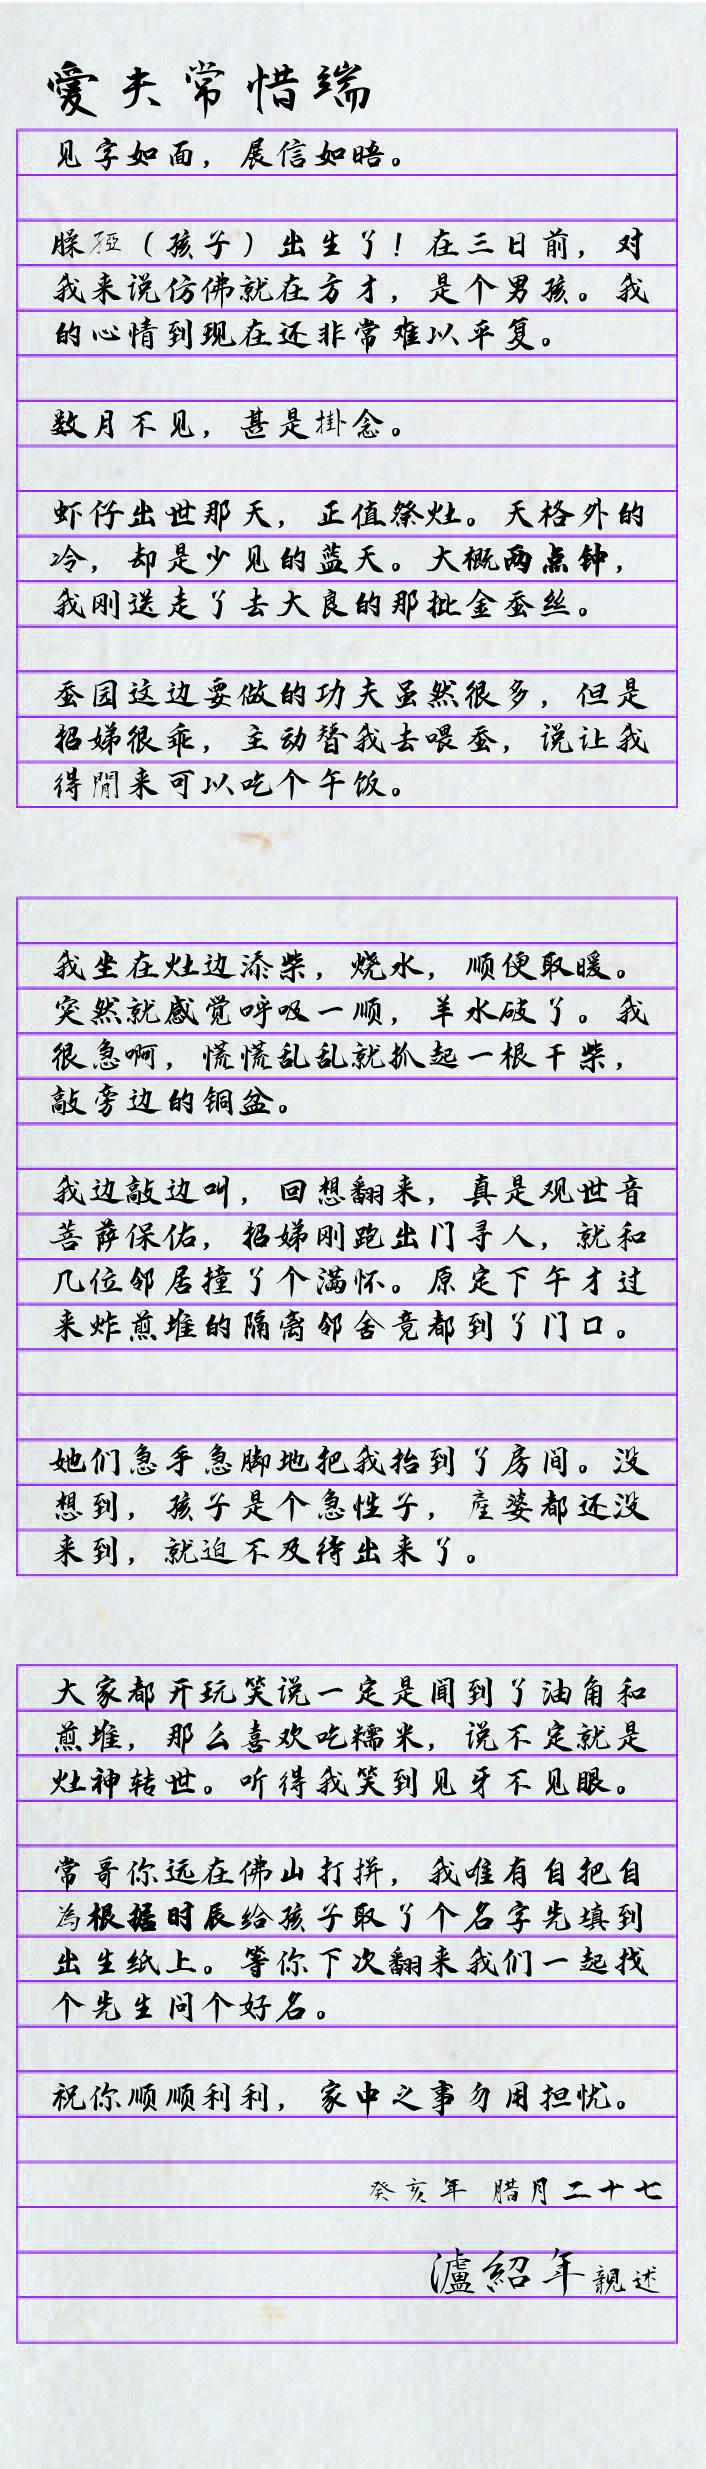 愛夫常惜端
见字如面，展信如晤。
䐆孲（孩子）出生了！在三日前，对
我来说仿佛就在方才，是个男孩。我
的心情到现在还非常难以平复。
数月不见，甚是掛念。
虾仔出世那天，正值祭灶。天格外的
冷，却是少见的蓝天。大概两点钟，
我刚送走了去大良的那批金蚕丝。
蚕园这边要做的功夫虽然很多，但是
招娣很乖，主动替我去喂蚕，说让我
得閒来可以吃个午饭。
我坐在灶边添柴，烧水，顺便取暖。
突然就感觉呼吸一顺，羊水破了。我
很急啊，慌慌乱乱就抓起一根干柴，
敲旁边的铜盆。
我边敲边叫，回想翻来，真是观世音
菩萨保佑，招娣刚跑出门寻人，就和
几位邻居撞了个满怀。原定下午才过
来炸煎堆的隔离邻舍竟都到了门口。
她们急手急脚地把我抬到了房间。没
想到，孩子是个急性子，产婆都还没
来到，就迫不及待出来了。
大家都开玩笑说一定是闻到了油角和
煎堆，那么喜欢吃糯米，说不定就是
灶神转世。听得我笑到见牙不见眼。
常哥你远在佛山打拼，我唯有自把自
為根据时辰给孩子取了个名字先填到
出生纸上。等你下次翻来我们一起找
个先生问个好名。
祝你顺顺利利，家中之事勿用担忧。
癸亥年 腊月二十七
瀘紹年親述